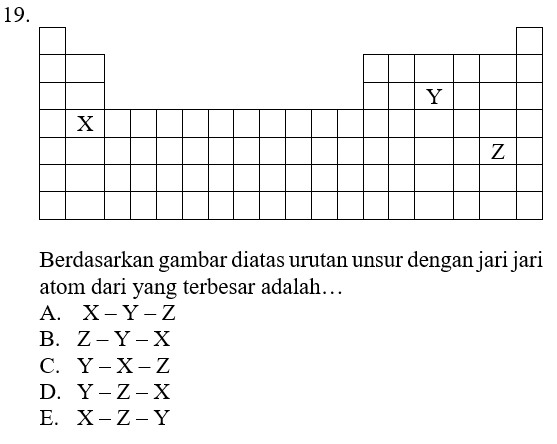 19.
Y
X
Z
Berdasarkan gambar diatas urutan unsur dengan jari jari
atom dari yang terbesar adalah…
A. X – Y – Z
B. Z – Y – X
C. Y – X – Z
D. Y – Z – X
E. X – Z – Y